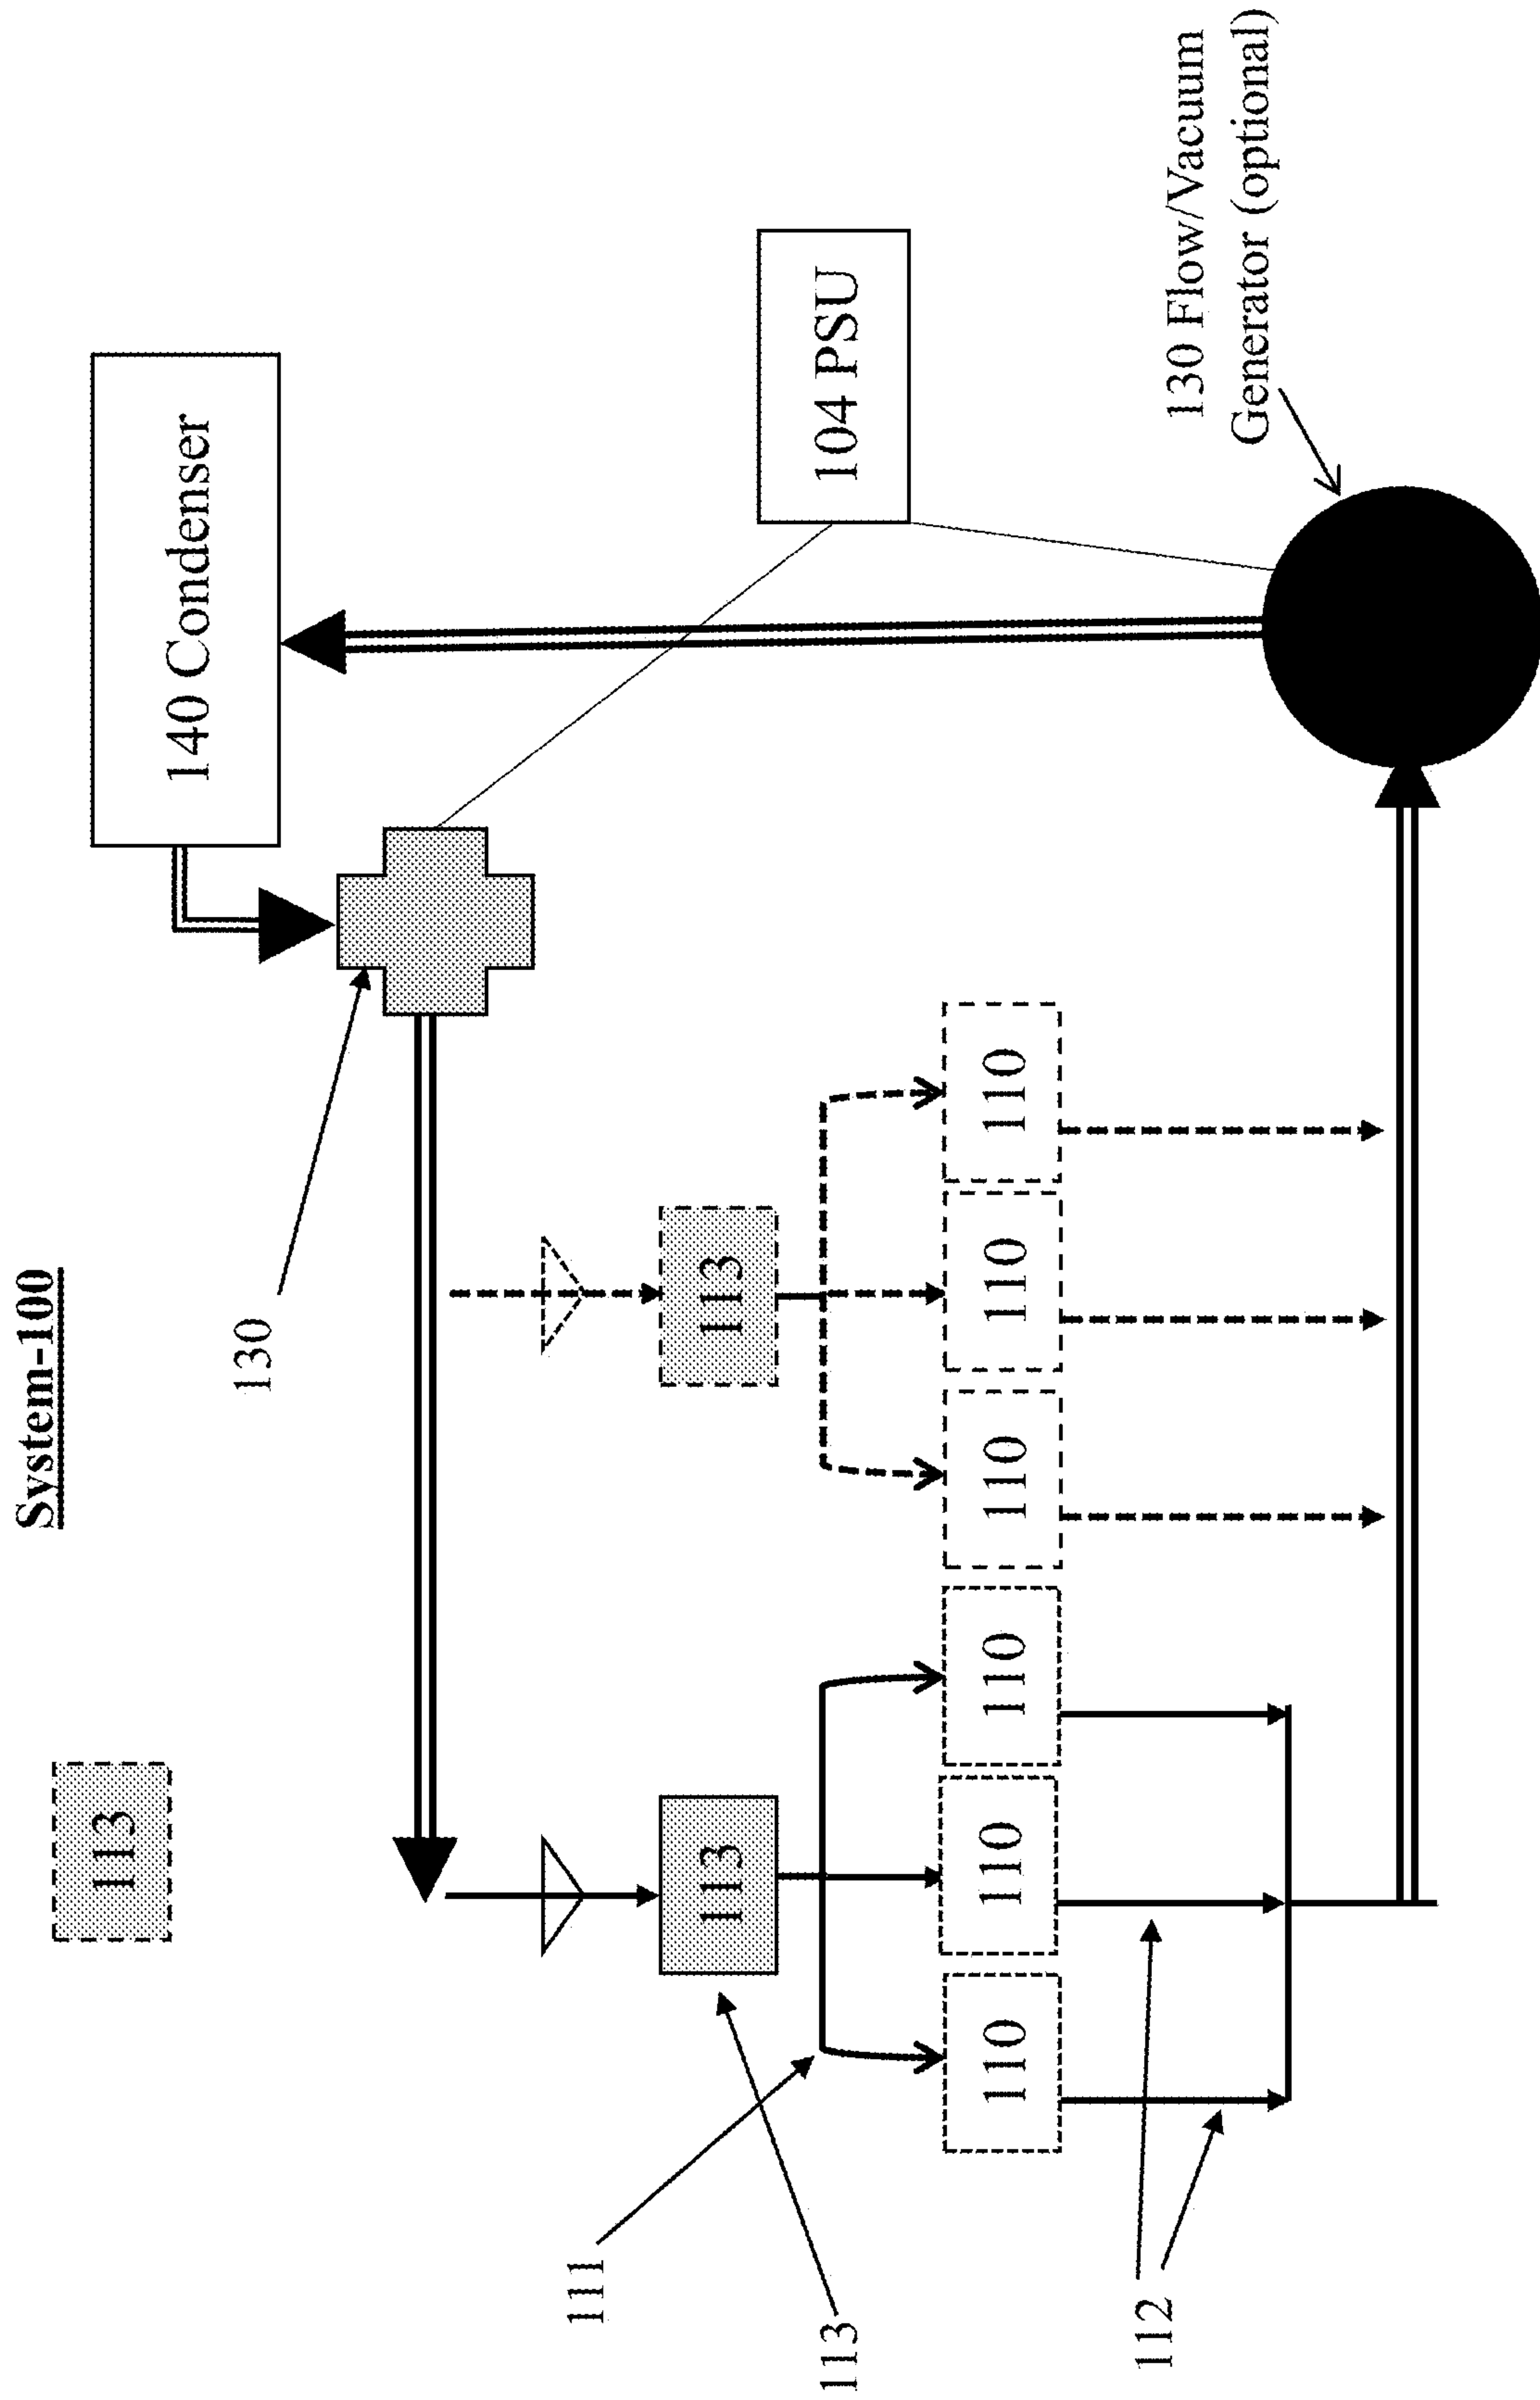 System-100
113
130
140 Condenser
113
113
104 PSU
111
113
110
110
110
110
110
110
112
130 Flow/Vacuum
Generator (optional)